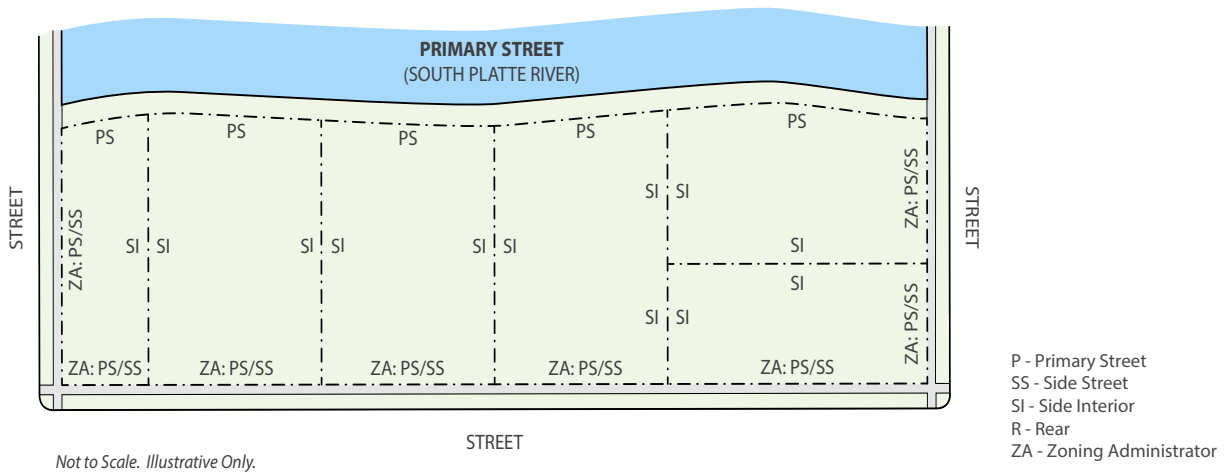 PRIMARY STREET
(SOUTH PLATTE RIVER)
PS
PS
PS
PS
PS
STREET
ZA: PS/SS
SI
SI
SI
SI
SI
SI
SI
SI
SI
ZA: PS/SS
STREET
SI
SI
SI
ZA: PS/SS
ZA: PS/SS
ZA: PS/SS
ZA: PS/SS
ZA: PS/SS
ZA: PS/SS
STREET
Not to Scale. Illustrative Only.
P - Primary Street
SS - Side Street
SI - Side Interior
R - Rear
ZA - Zoning Administrator